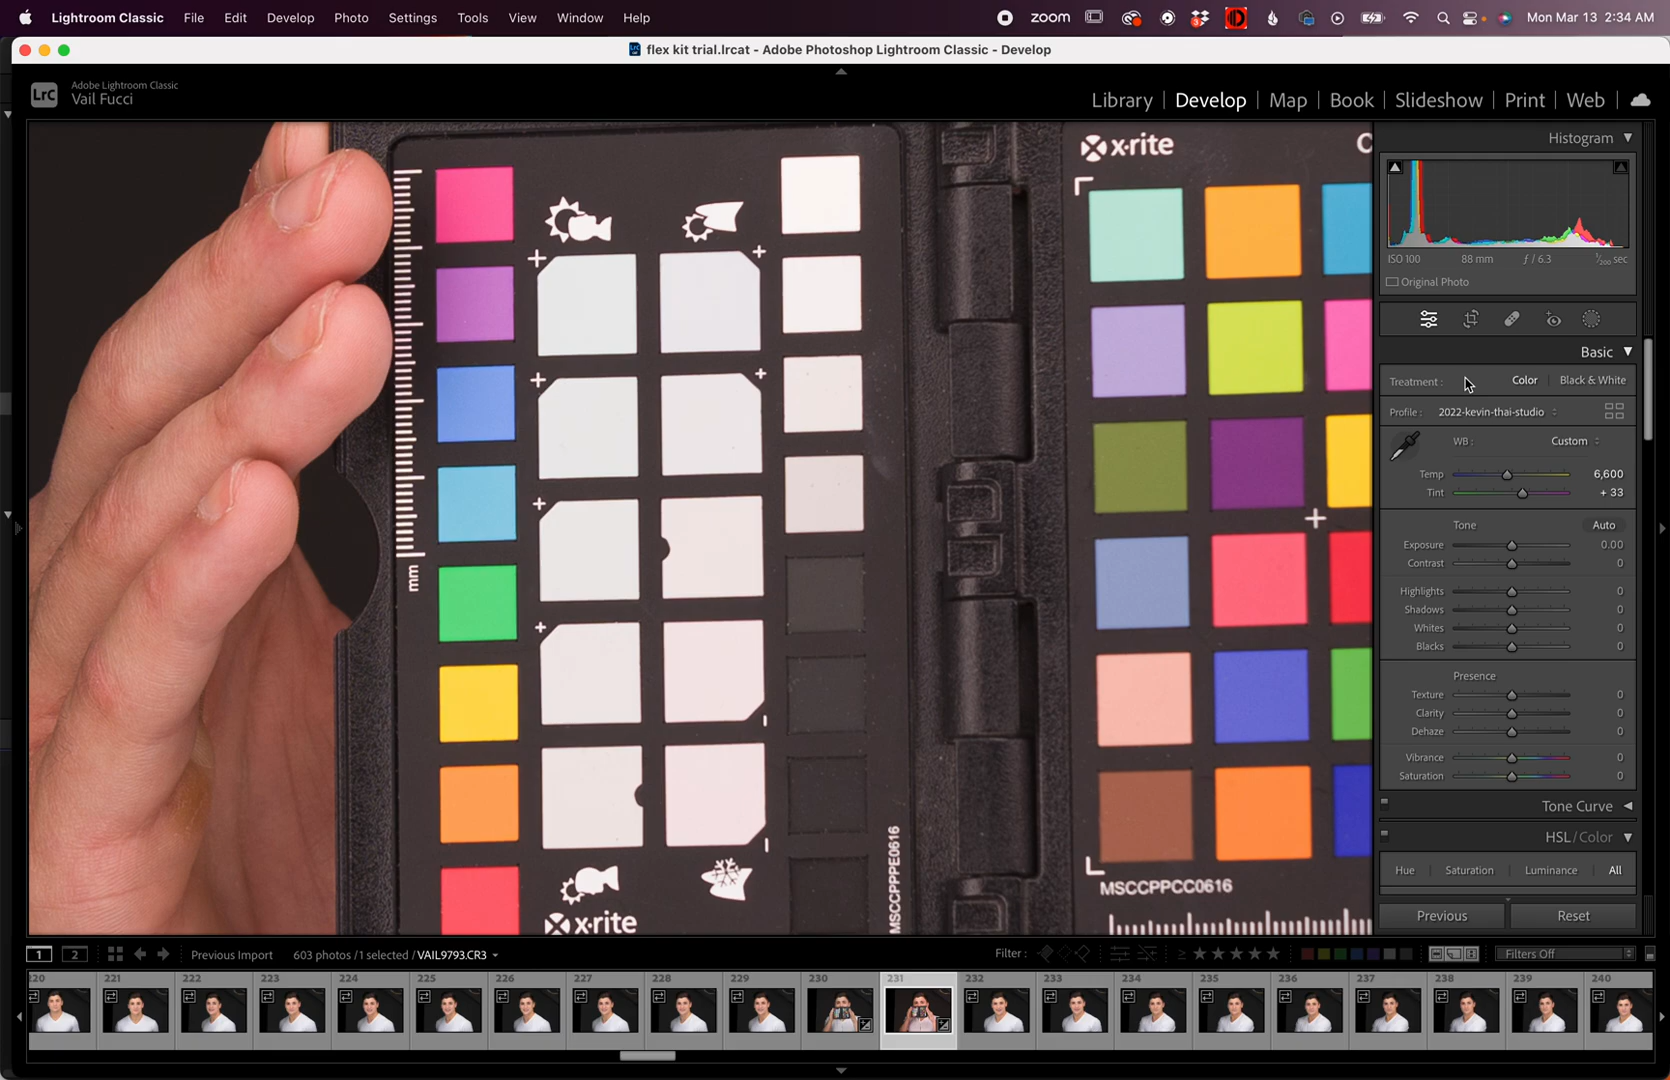 Lightroom Classic File Edit Develop Photo Settings Tools View Window Help zoom 3 Mon Mar 13 2:34 AM
LrC flex kit trial.lrcat - Adobe Photoshop Lightroom Classic - Develop
LrC Adobe Lightroom Classic
Vail Fucci
Library Develop Map Book Slideshow Print Web
x-rite C
mm
MSCCPPPE0616
x-rite
MSCCPPCC0616
Histogram
ISO 100 88 mm ƒ / 6.3 1/200 sec
Original Photo
Basic
Treatment : Color Black & White
Profile : 2022-kevin-thai-studio
WB : Custom
Temp 6,600
Tint + 33
Tone Auto
Exposure 0.00
Contrast 0
Highlights 0
Shadows 0
Whites 0
Blacks 0
Presence
Texture 0
Clarity 0
Dehaze 0
Vibrance 0
Saturation 0
Tone Curve
HSL / Color
Hue Saturation Luminance All
Previous Reset
1 2 Previous Import 603 photos / 1 selected / VAIL9793.CR3 Filter : ≥ Filters Off
120 221 222 223 224 225 226 227 228 229 230 231 232 233 234 235 236 237 238 239 240